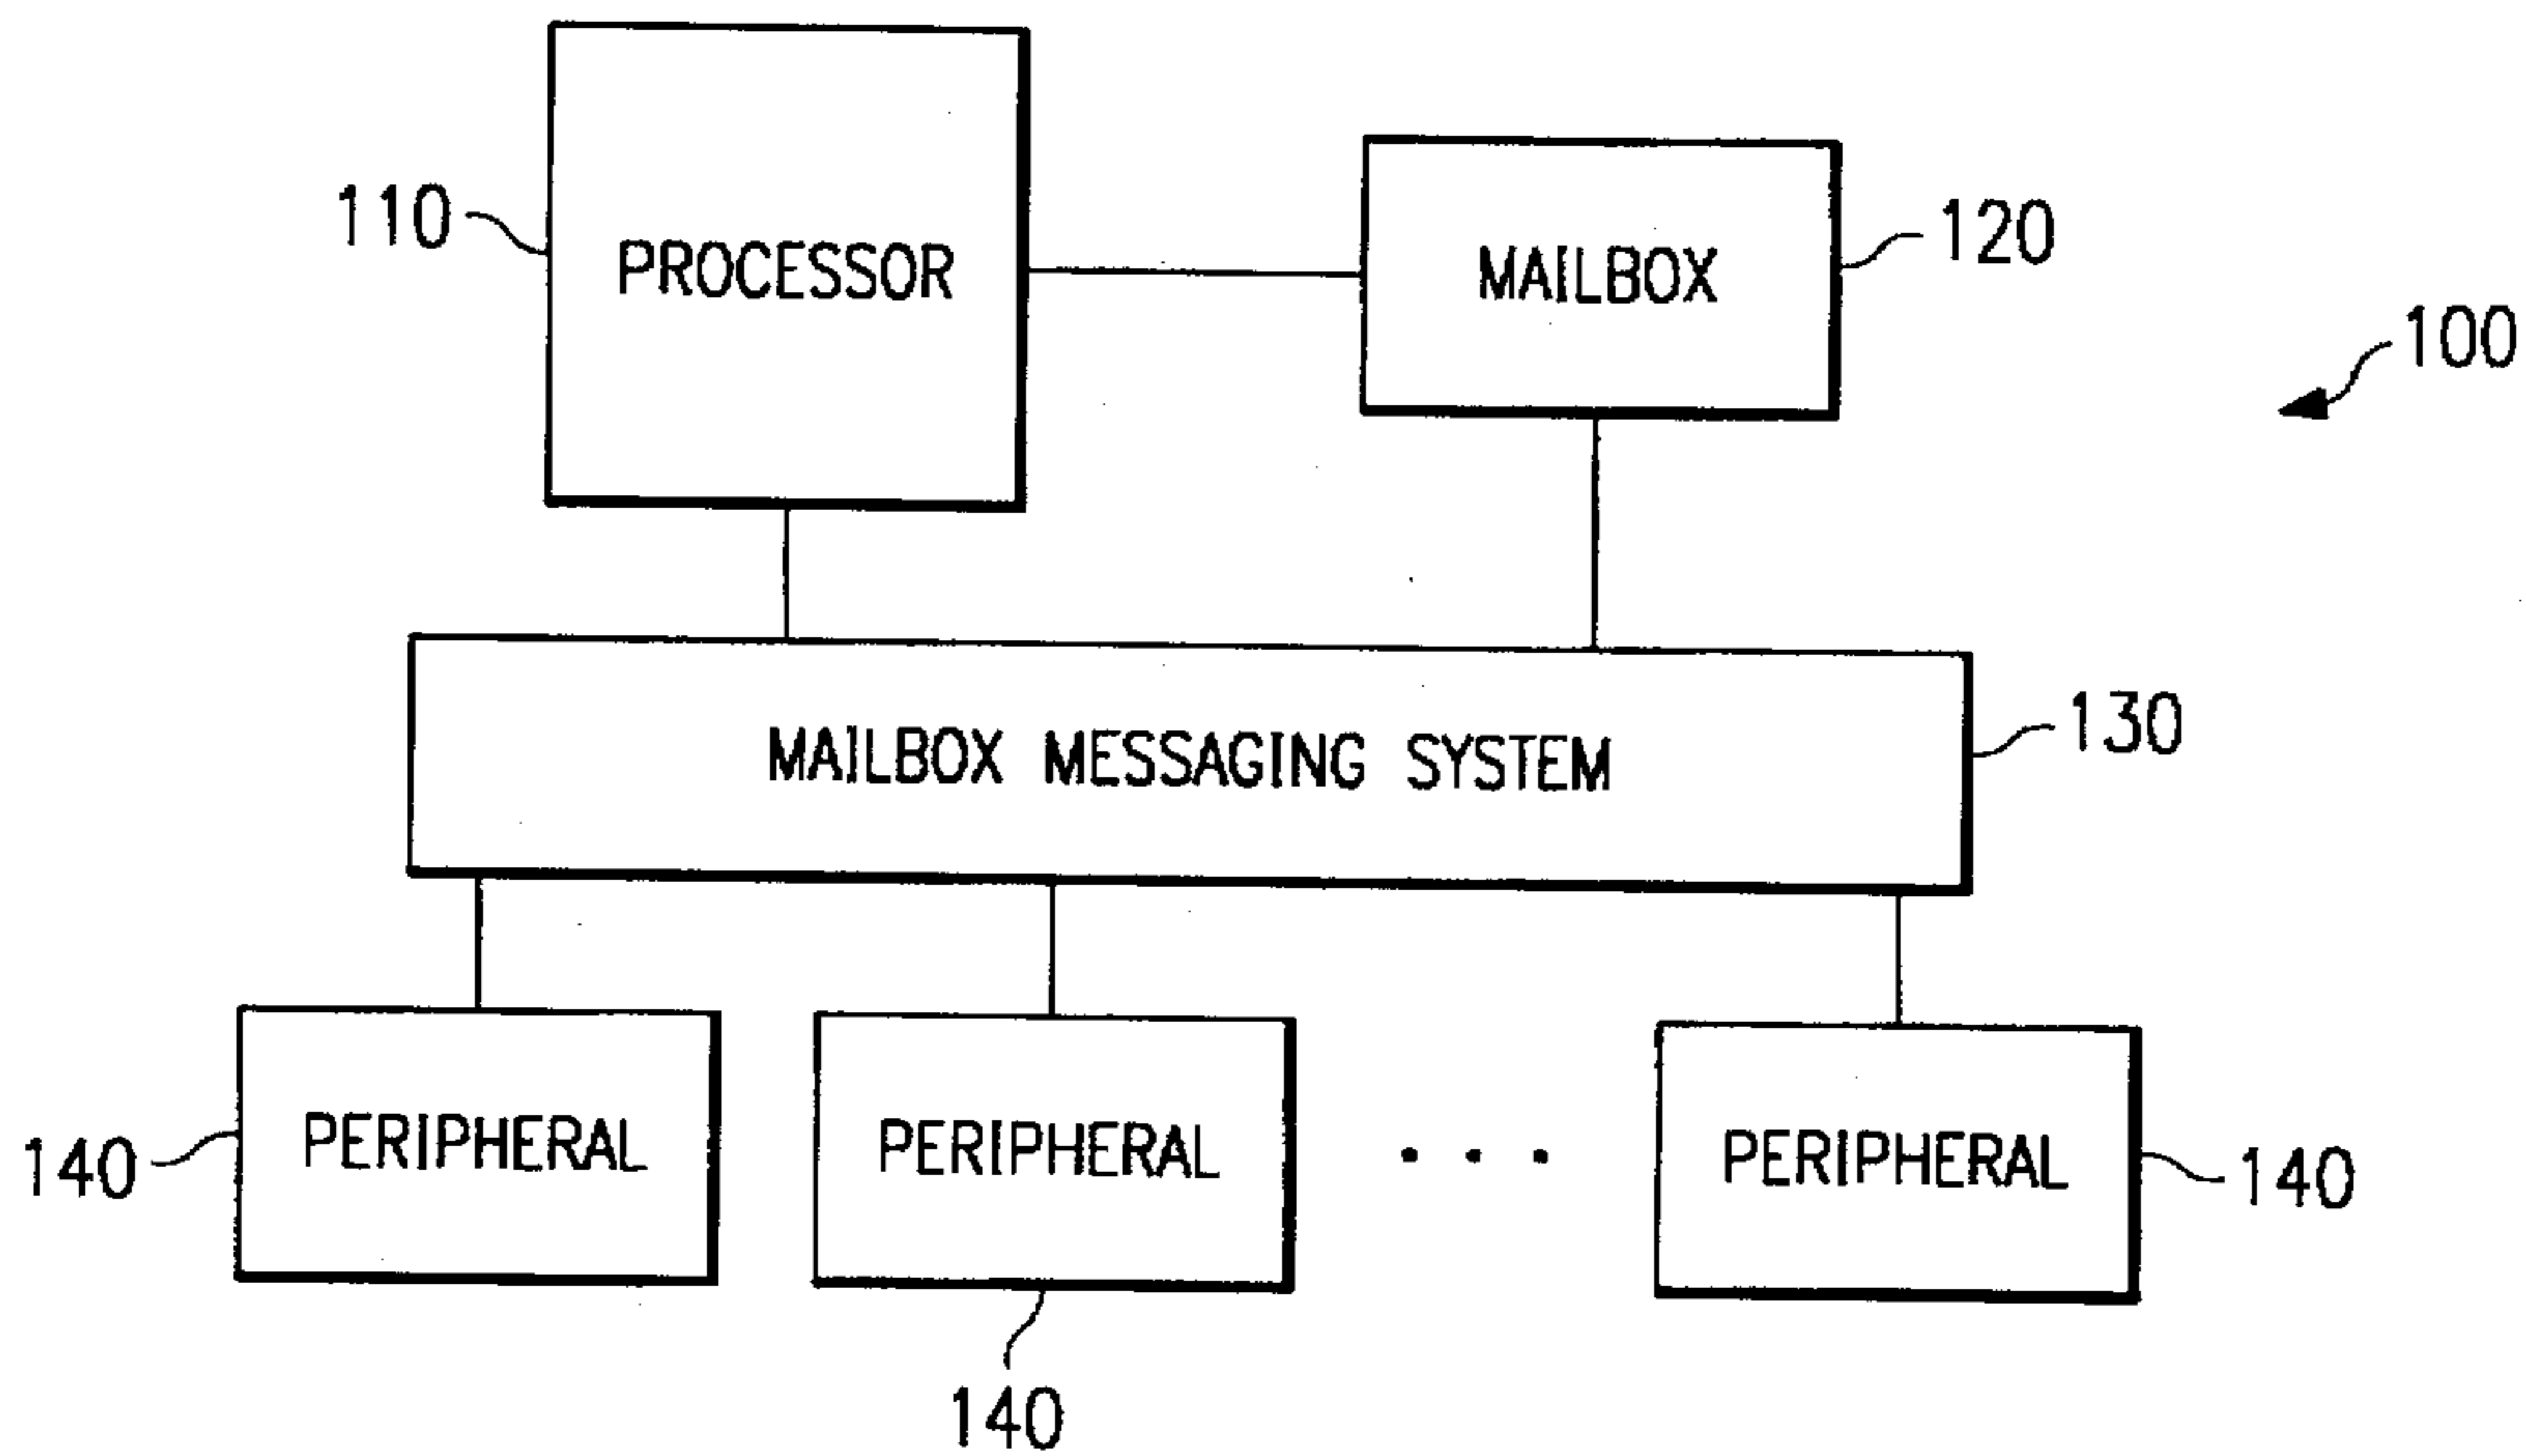 110
PROCESSOR
MAILBOX
120
100
MAILBOX MESSAGING SYSTEM
130
140
PERIPHERAL
PERIPHERAL
• • •
PERIPHERAL
140
140